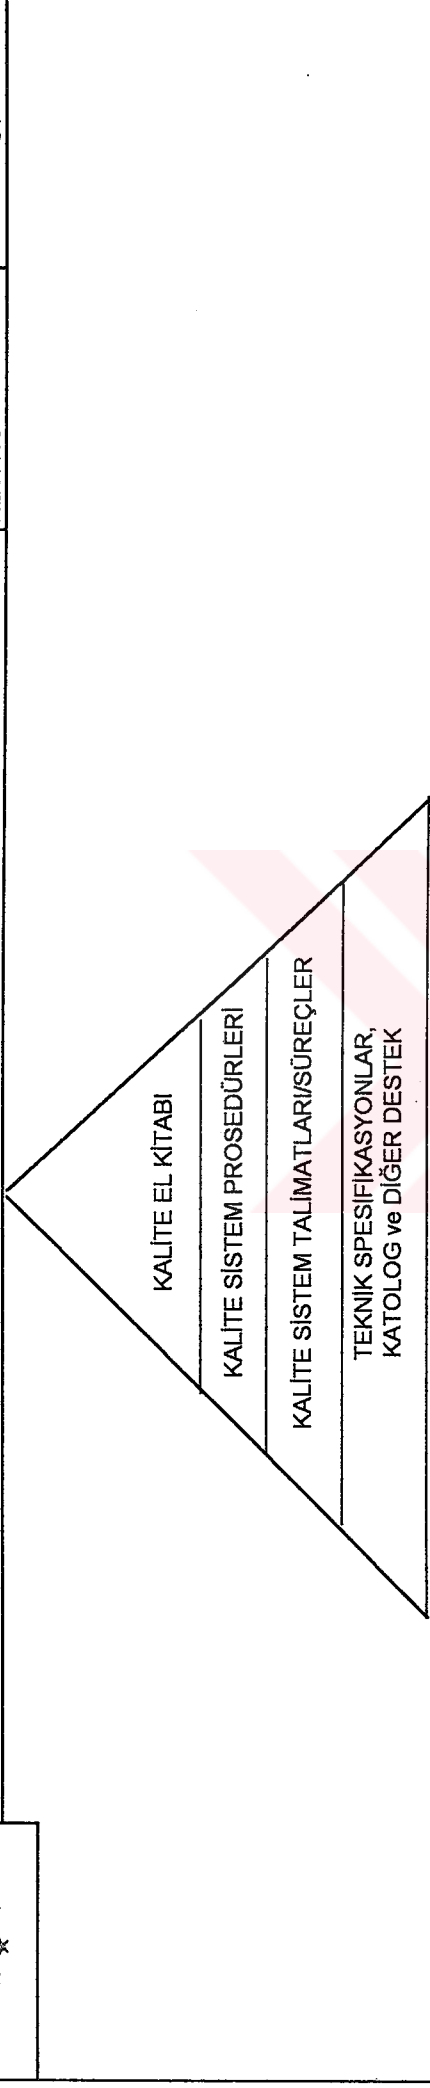 KALİTE EL KİTABI
KALİTE SİSTEM PROSEDÜRLERİ
KALİTE SİSTEM TALİMATLARI/SÜREÇLER
TEKNİK SPESİFİKASYONLAR,
KATOLOG ve DİĞER DESTEK